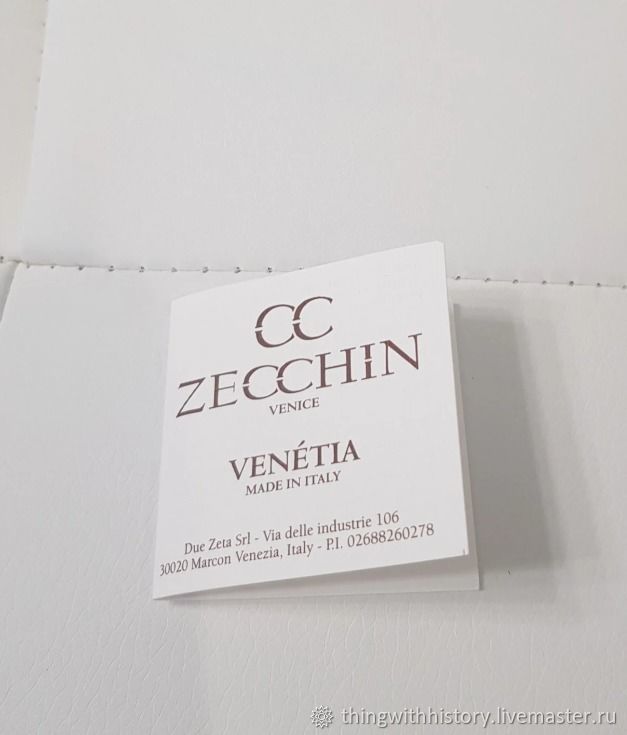 CC
ZECCHIN
VENICE
VENÉTIA
MADE IN ITALY
Due Zeta Srl - Via delle industrie 106
30020 Marcon Venezia, Italy - P.I. 02688260278
thingwithhistory.livemaster.ru